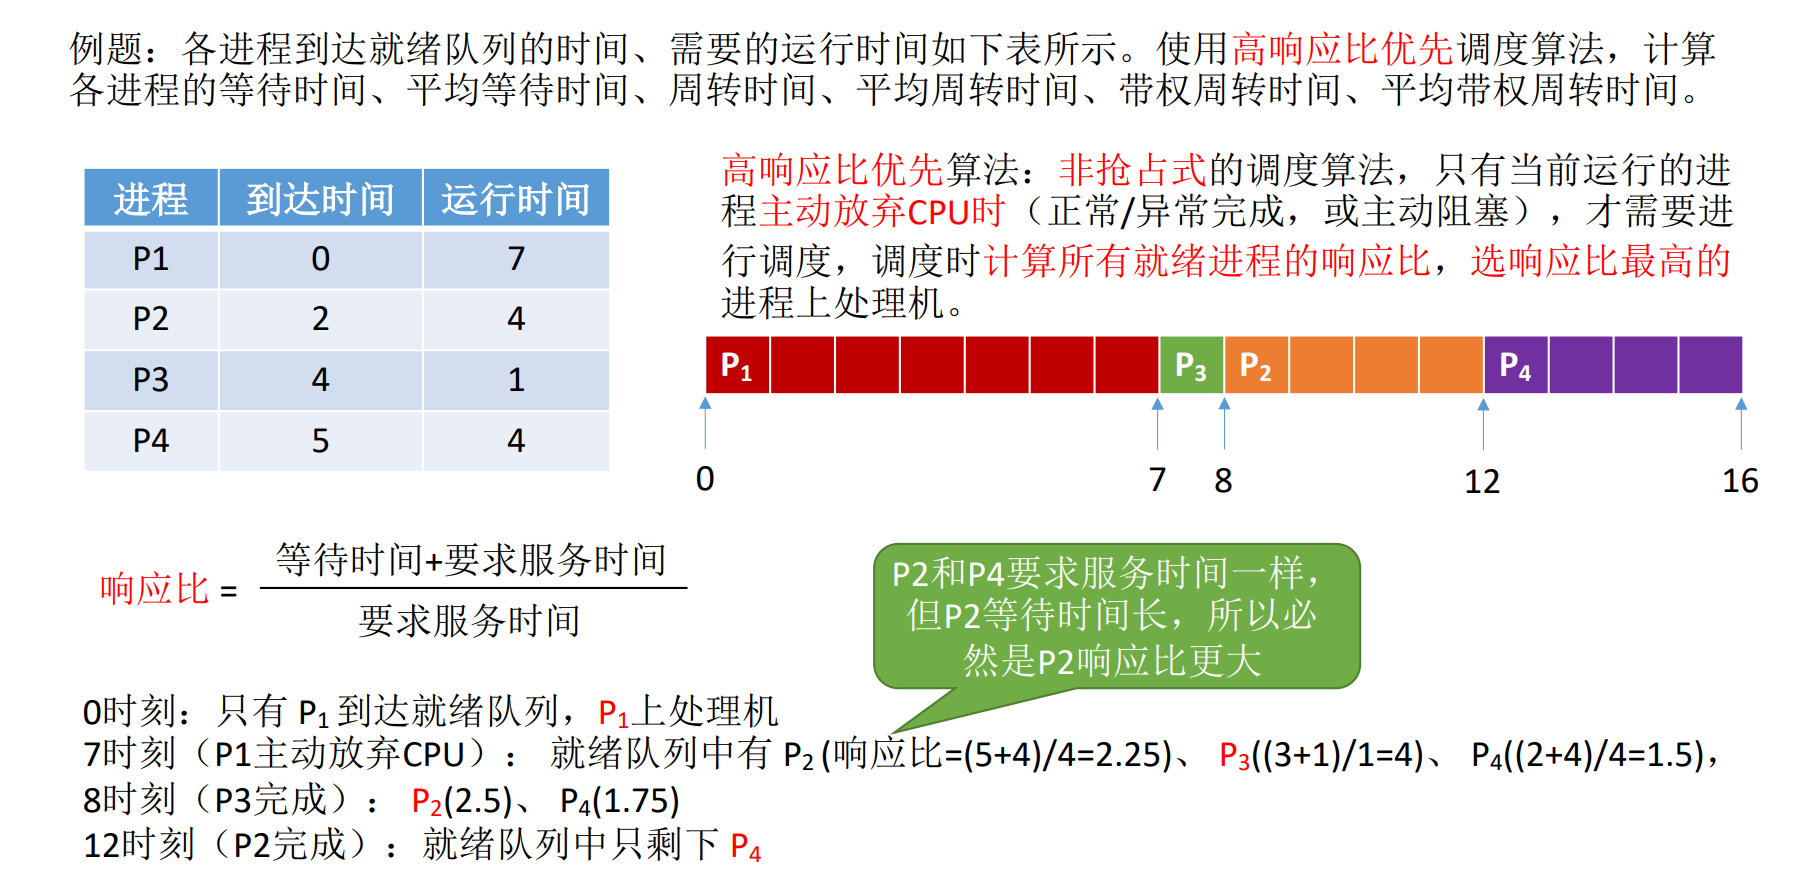 例题：各进程到达就绪队列的时间、需要的运行时间如下表所示。使用高响应比优先调度算法，计算
各进程的等待时间、平均等待时间、周转时间、平均周转时间、带权周转时间、平均带权周转时间。
进程 到达时间 运行时间
P1 0 7
P2 2 4
P3 4 1
P4 5 4
高响应比优先算法：非抢占式的调度算法，只有当前运行的进
程主动放弃CPU时（正常/异常完成，或主动阻塞），才需要进
行调度，调度时计算所有就绪进程的响应比，选响应比最高的
进程上处理机。
P1 P3 P2 P4
0 7 8 12 16
响应比 =
等待时间+要求服务时间
要求服务时间
P2和P4要求服务时间一样，
但P2等待时间长，所以必
然是P2响应比更大
0时刻：只有 P1 到达就绪队列，P1上处理机
7时刻（P1主动放弃CPU）： 就绪队列中有 P2 (响应比=(5+4)/4=2.25)、 P3((3+1)/1=4)、 P4((2+4)/4=1.5)，
8时刻（P3完成）： P2(2.5)、 P4(1.75)
12时刻（P2完成）：就绪队列中只剩下 P4